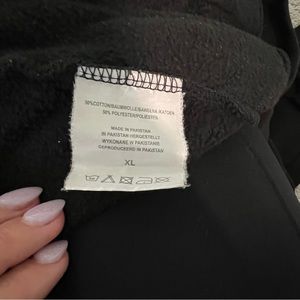 50%COTTON/BAUMWOLLE/BAWELNA/KATOEN
50% POLYESTER/POLIESTER
MADE IN PAKISTAN
IN PAKISTAN HERGESTELLT
WYKONANE W PAKISTANIE
GEPRODUCEERD IN PAKISTAN
XL